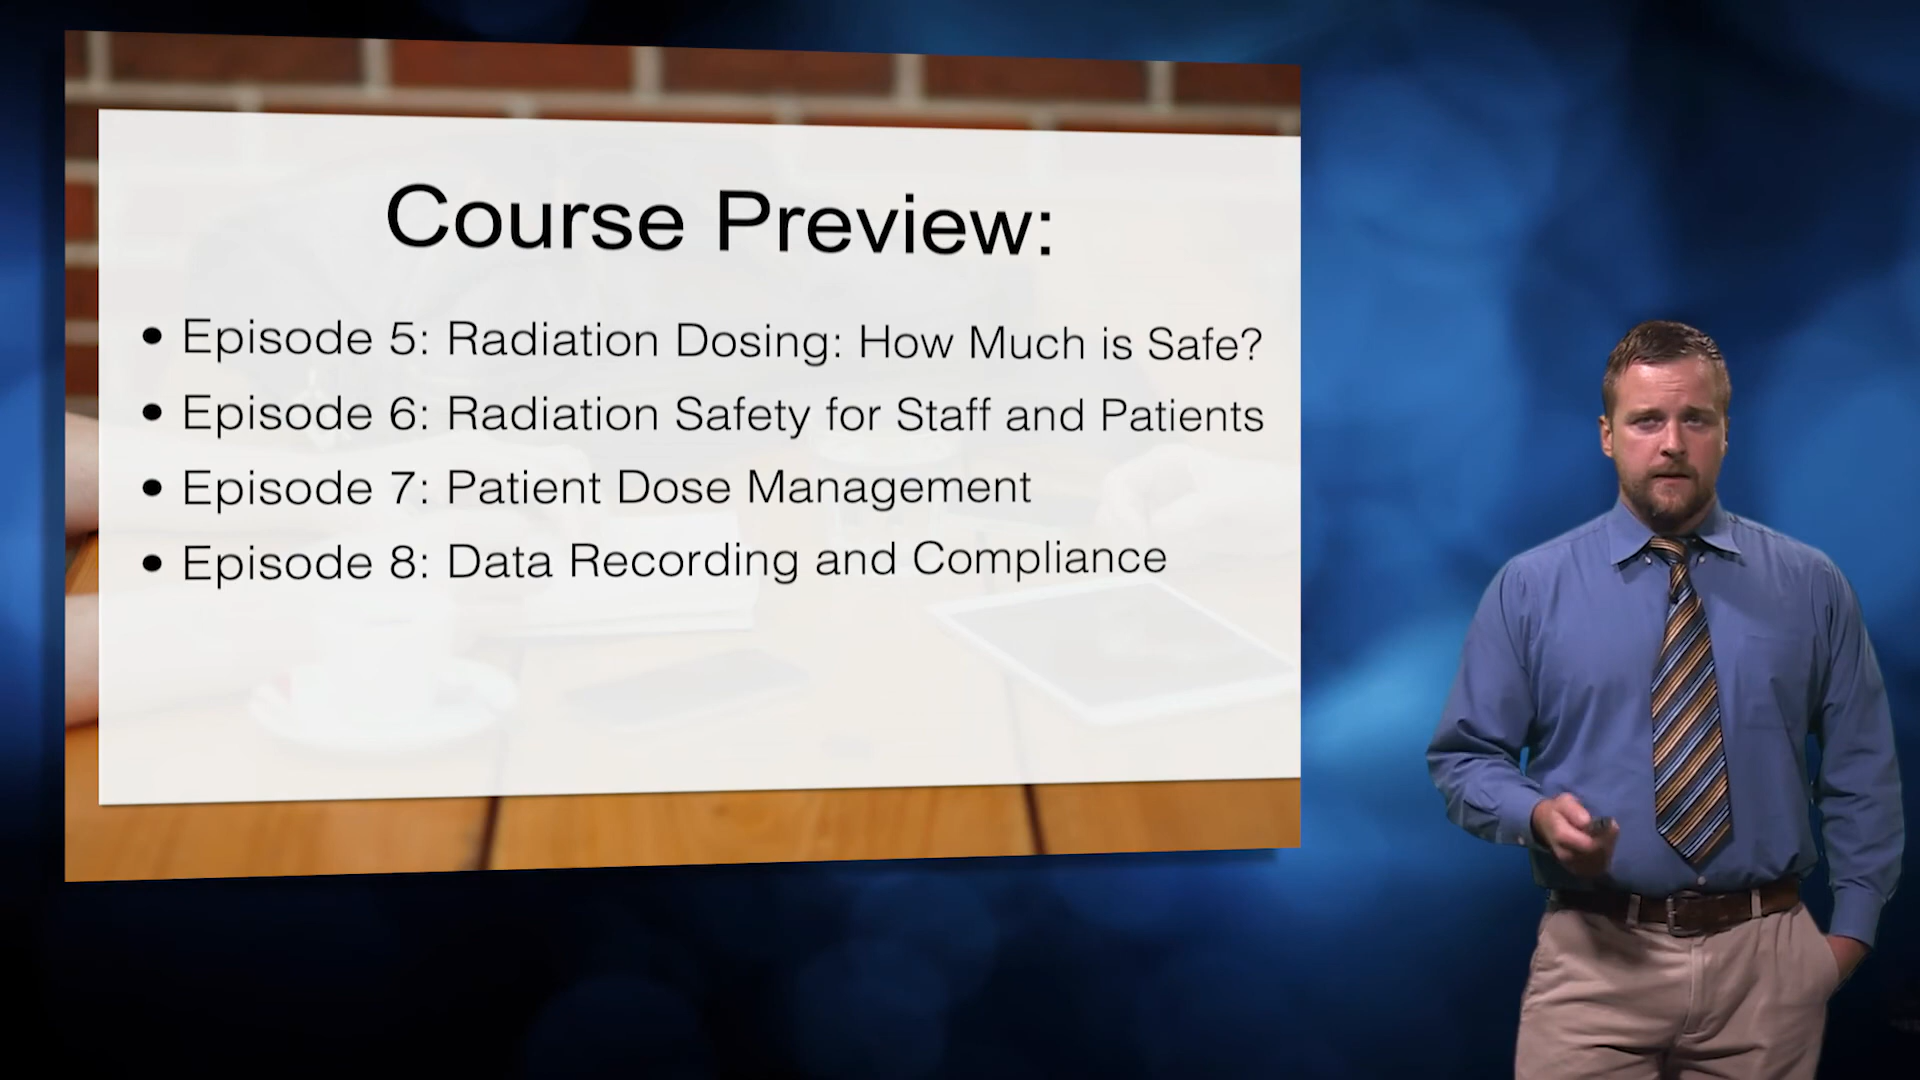 Course Preview:
• Episode 5: Radiation Dosing: How Much is Safe?
• Episode 6: Radiation Safety for Staff and Patients
• Episode 7: Patient Dose Management
• Episode 8: Data Recording and Compliance